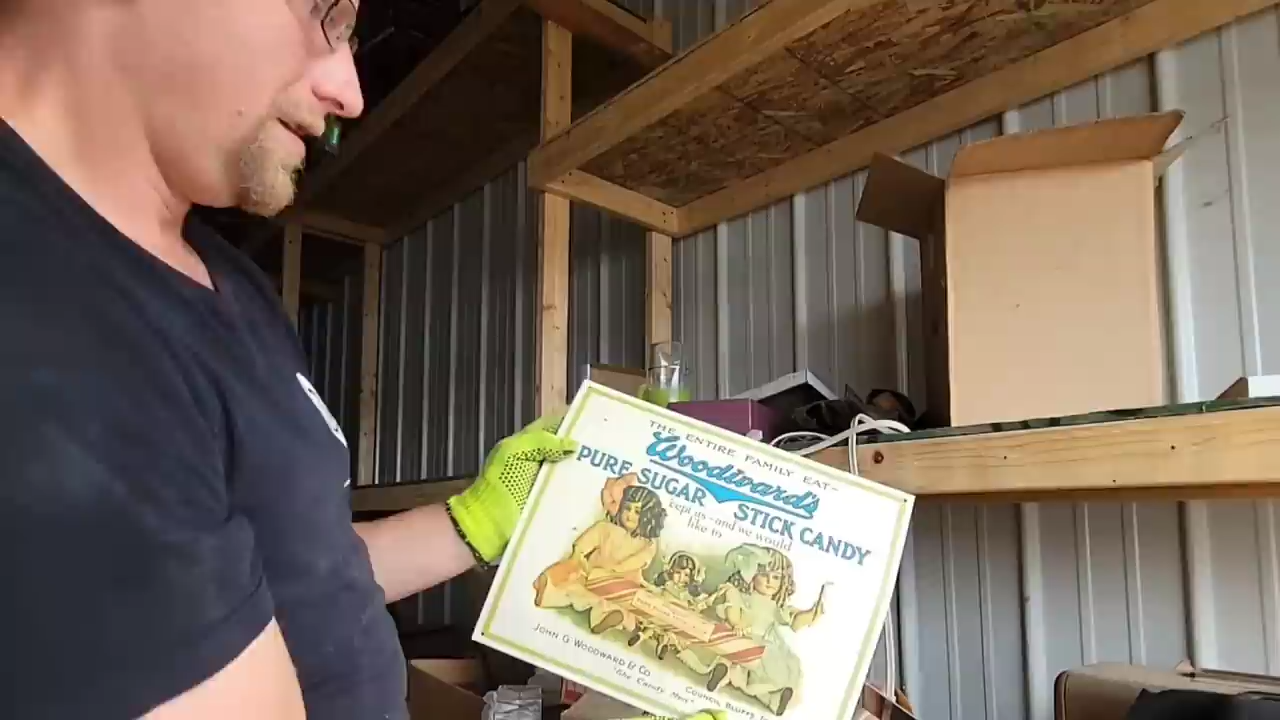 THE ENTIRE FAMILY EAT-
Woodward's
PURE SUGAR STICK CANDY
cept us - and we would
like to
JOHN G. WOODWARD & CO
"The Candy Men"
COUNCIL BLUFFS